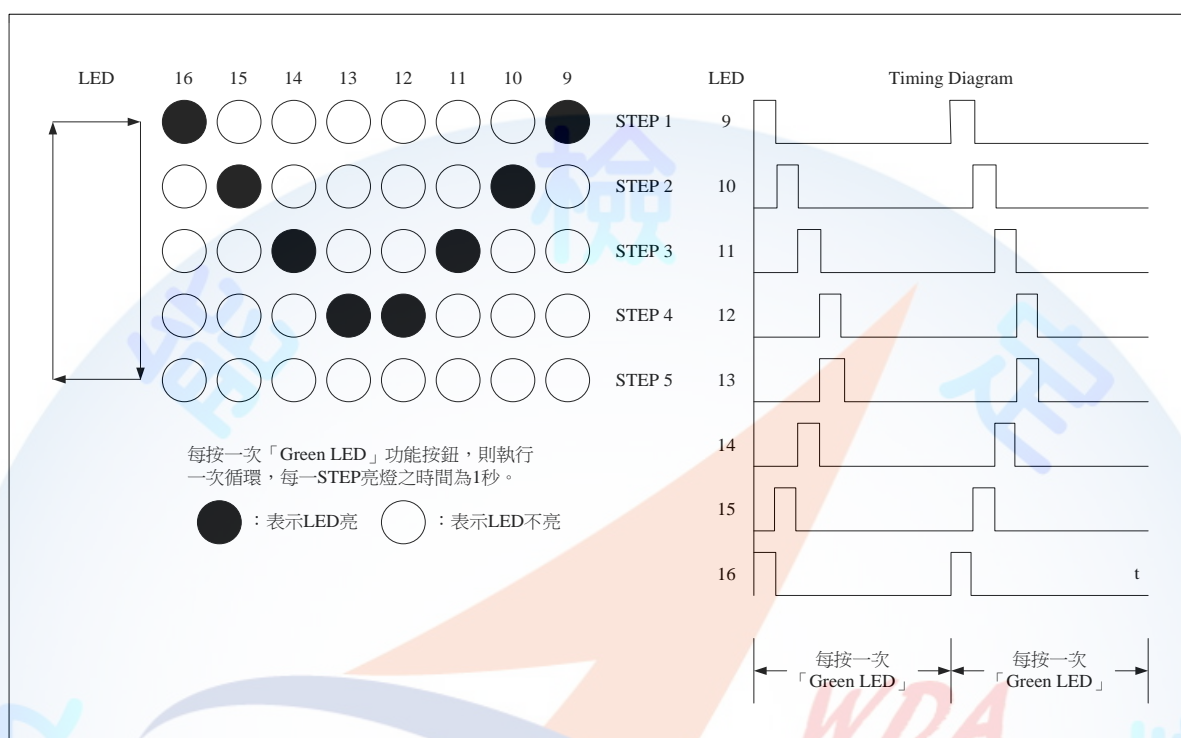 LED 16 15 14 13 12 11 10 9
STEP 1
STEP 2
STEP 3
STEP 4
STEP 5
每按一次「Green LED」功能按鈕，則執行
一次循環，每一STEP亮燈之時間為1秒。
：表示LED亮 ：表示LED不亮
LED Timing Diagram
9
10
11
12
13
14
15
16 t
每按一次
「Green LED」
每按一次
「Green LED」
能
檢
定
WDA